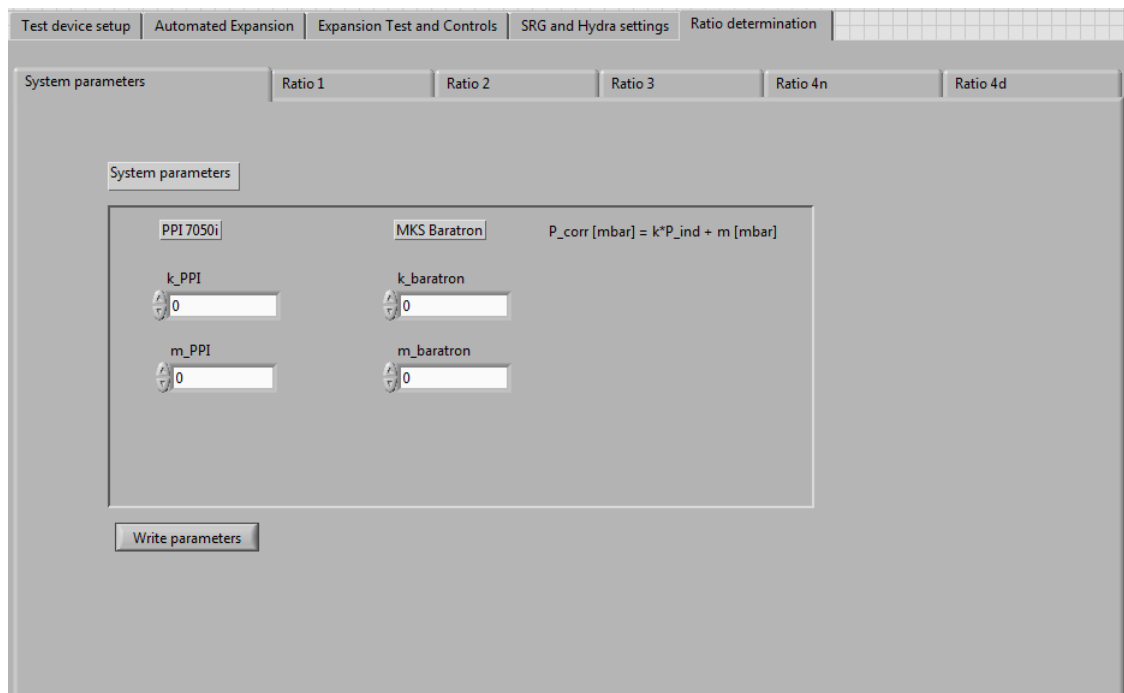 Test device setup Automated Expansion Expansion Test and Controls SRG and Hydra settings Ratio determination
System parameters Ratio 1 Ratio 2 Ratio 3 Ratio 4n Ratio 4d
System parameters
PPI 7050i MKS Baratron P_corr [mbar] = k*P_ind + m [mbar]
k_PPI k_baratron
0 0
m_PPI m_baratron
0 0
Write parameters